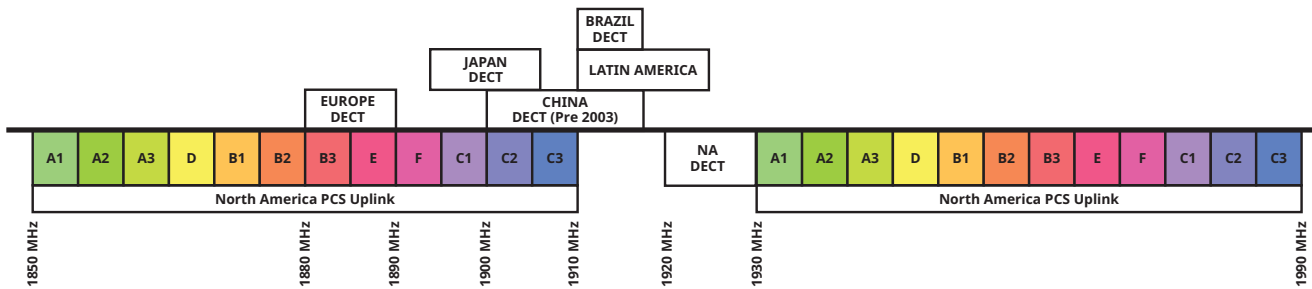 BRAZIL
DECT
JAPAN
DECT
LATIN AMERICA
EUROPE
DECT
CHINA
DECT (Pre 2003)
A1 A2 A3 D B1 B2 B3 E F C1 C2 C3
NA
DECT
A1 A2 A3 D B1 B2 B3 E F C1 C2 C3
North America PCS Uplink
North America PCS Uplink
1850 MHz
1880 MHz
1890 MHz
1900 MHz
1910 MHz
1920 MHz
1930 MHz
1990 MHz